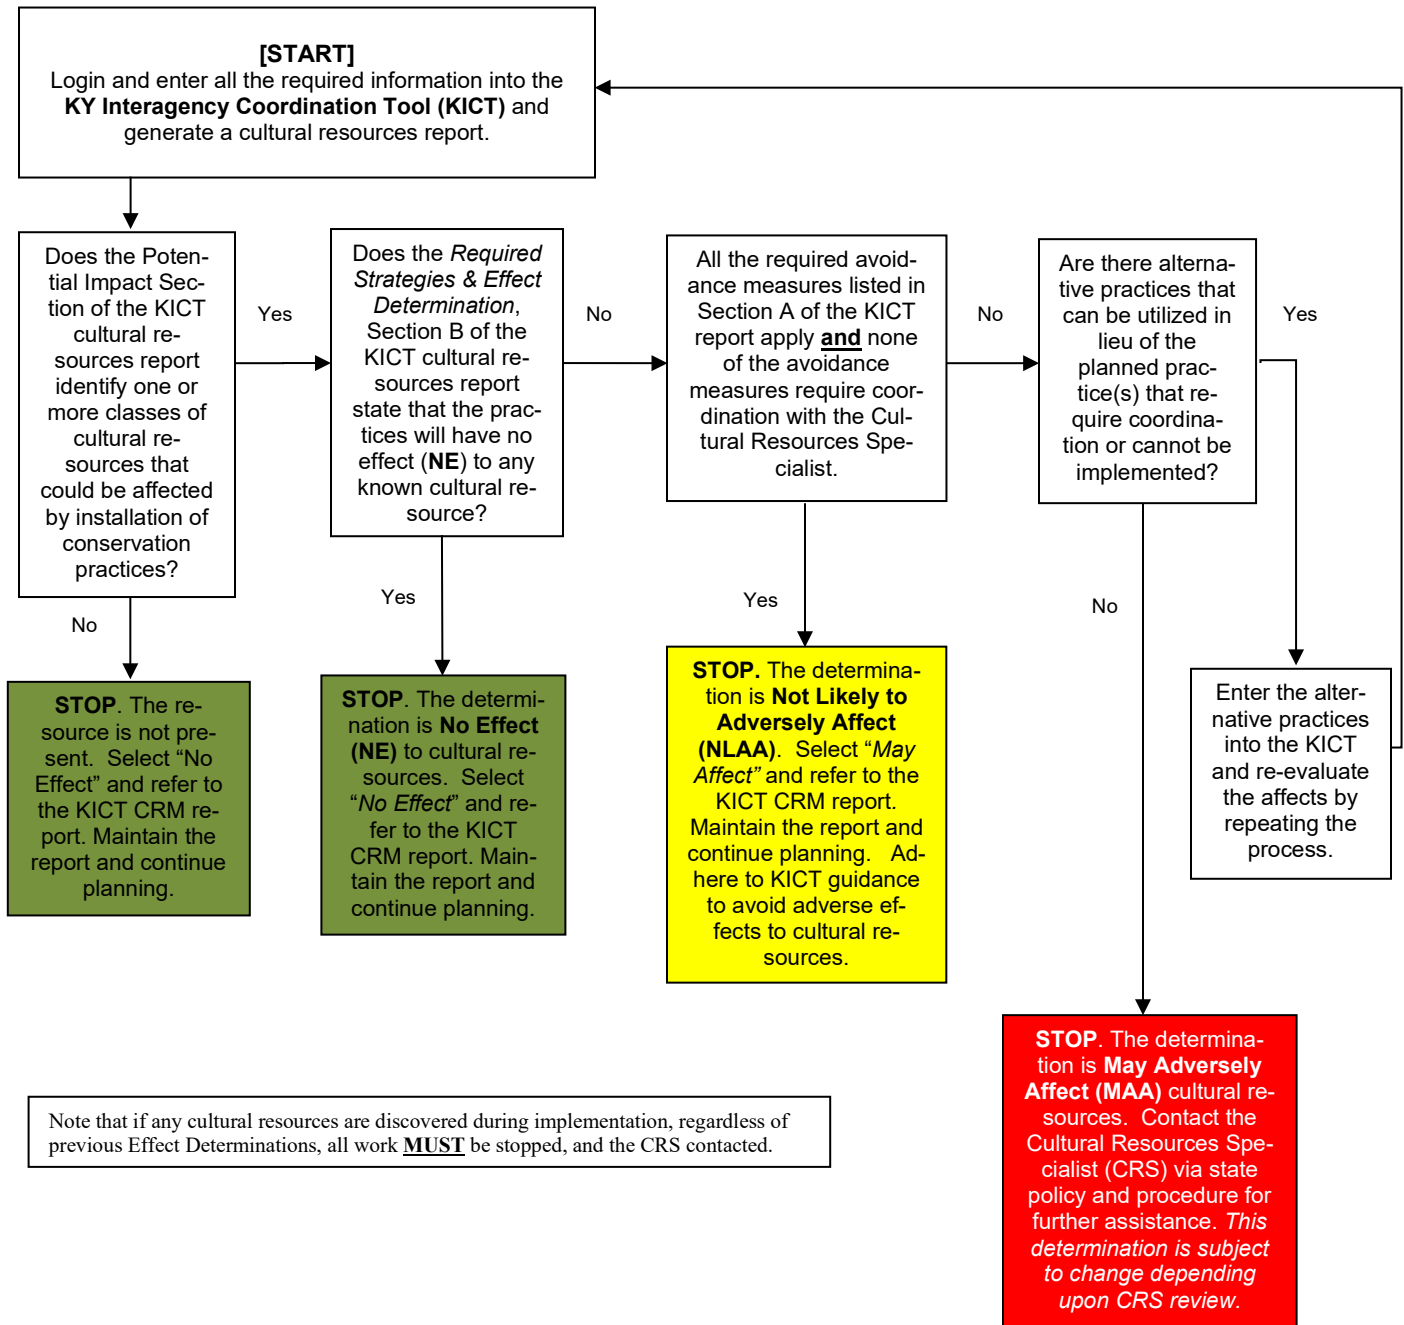 [START]
Login and enter all the required information into the
KY Interagency Coordination Tool (KICT) and
generate a cultural resources report.
Does the Poten-
tial Impact Sec-
tion of the KICT
cultural re-
sources report
identify one or
more classes of
cultural re-
sources that
could be affected
by installation of
conservation
practices?
Yes
No
Does the Required
Strategies & Effect
Determination,
Section B of the
KICT cultural re-
sources report
state that the prac-
tices will have no
effect (NE) to any
known cultural re-
source?
No
Yes
All the required avoid-
ance measures listed in
Section A of the KICT
report apply and none
of the avoidance
measures require coor-
dination with the Cul-
tural Resources Spe-
cialist.
No
Yes
Are there alterna-
tive practices that
can be utilized in
lieu of the
planned prac-
tice(s) that re-
quire coordina-
tion or cannot be
implemented?
Yes
No
STOP. The re-
source is not pre-
sent. Select “No
Effect” and refer to
the KICT CRM re-
port. Maintain the
report and continue
planning.
STOP. The determi-
nation is No Effect
(NE) to cultural re-
sources. Select
“No Effect” and re-
fer to the KICT
CRM report. Main-
tain the report and
continue planning.
STOP. The determina-
tion is Not Likely to
Adversely Affect
(NLAA). Select “May
Affect” and refer to the
KICT CRM report.
Maintain the report and
continue planning. Ad-
here to KICT guidance
to avoid adverse ef-
fects to cultural re-
sources.
Enter the alter-
native practices
into the KICT
and re-evaluate
the affects by
repeating the
process.
STOP. The determina-
tion is May Adversely
Affect (MAA) cultural re-
sources. Contact the
Cultural Resources Spe-
cialist (CRS) via state
policy and procedure for
further assistance. This
determination is subject
to change depending
upon CRS review.
Note that if any cultural resources are discovered during implementation, regardless of
previous Effect Determinations, all work MUST be stopped, and the CRS contacted.